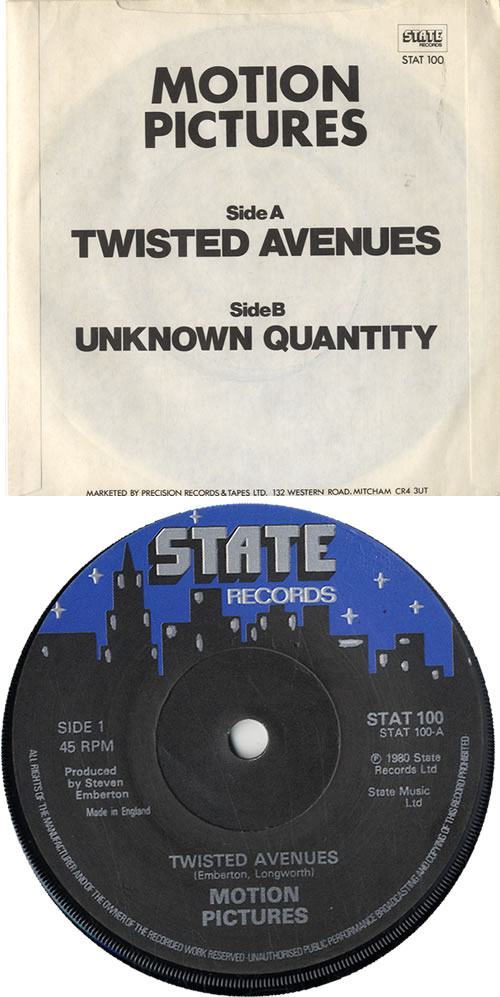 STATE
RECORDS
STAT 100
MOTION
PICTURES
Side A
TWISTED AVENUES
Side B
UNKNOWN QUANTITY
MARKETED BY PRECISION RECORDS & TAPES LTD. 132 WESTERN ROAD, MITCHAM CR4 3UT
STATE
RECORDS
SIDE 1
45 RPM
Produced
by Steven
Emberton
Made in England
STAT 100
STAT 100-A
℗ 1980 State
Records Ltd
State Music
Ltd
TWISTED AVENUES
(Emberton, Longworth)
MOTION
PICTURES
ALL RIGHTS OF THE MANUFACTURER AND OF THE OWNER OF THE RECORDED WORK RESERVED · UNAUTHORISED PUBLIC PERFORMANCE BROADCASTING AND COPYING OF THIS RECORD PROHIBITED